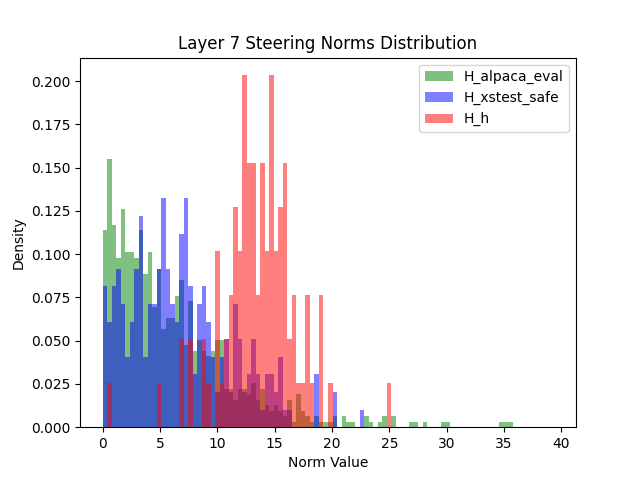 Layer 7 Steering Norms Distribution
H_alpaca_eval
H_xstest_safe
H_h
Density
0.200
0.175
0.150
0.125
0.100
0.075
0.050
0.025
0.000
0 5 10 15 20 25 30 35 40
Norm Value